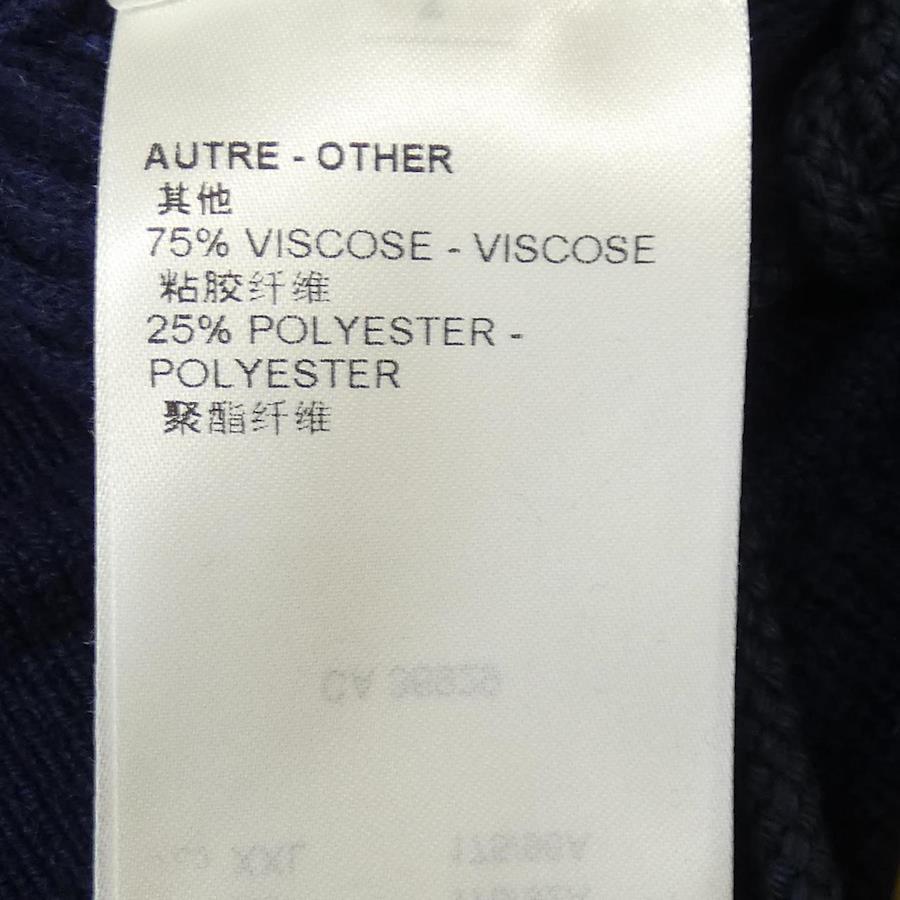 AUTRE - OTHER
其他
75% VISCOSE - VISCOSE
粘胶纤维
25% POLYESTER -
POLYESTER
聚酯纤维